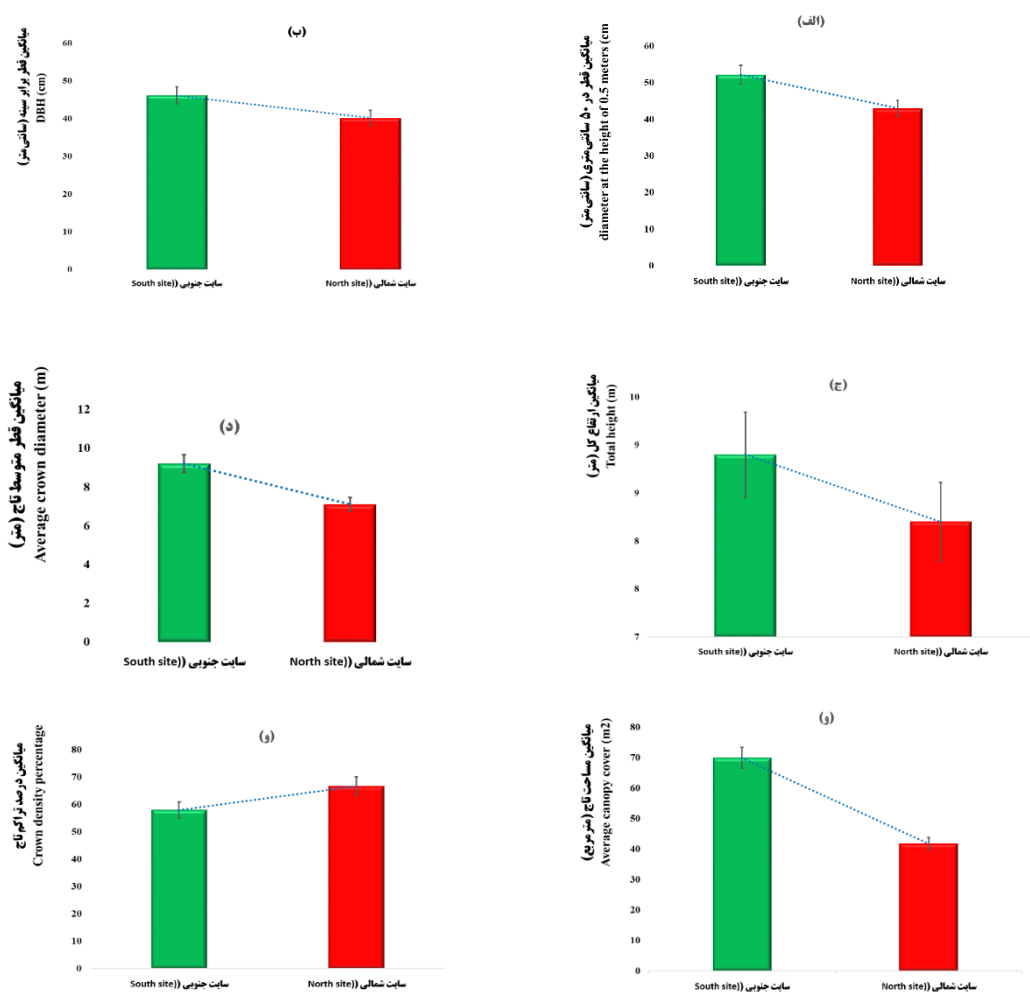 (الف)
میانگین قطر در ۵۰ سانتی‌متری (سانتی‌متر)
diameter at the height of 0.5 meters (cm
60
50
40
30
20
10
0
سایت جنوبی ((South site
سایت شمالی ((North site
(ب)
میانگین قطر برابر سینه (سانتی‌متر)
DBH (cm)
60
50
40
30
20
10
0
سایت جنوبی ((South site
سایت شمالی ((North site
(ج)
میانگین ارتفاع کل (متر)
Total height (m)
10
9
9
8
8
7
سایت جنوبی ((South site
سایت شمالی ((North site
(د)
میانگین قطر متوسط تاج (متر)
Average crown diameter (m)
12
10
8
6
4
2
0
سایت جنوبی ((South site
سایت شمالی ((North site
(و)
میانگین مساحت تاج (متر مربع)
Average canopy cover (m2)
80
70
60
50
40
30
20
10
0
سایت جنوبی ((South site
سایت شمالی ((North site
(و)
میانگین درصد تراکم تاج
Crown density percentage
80
70
60
50
40
30
20
10
0
سایت جنوبی ((South site
سایت شمالی ((North site